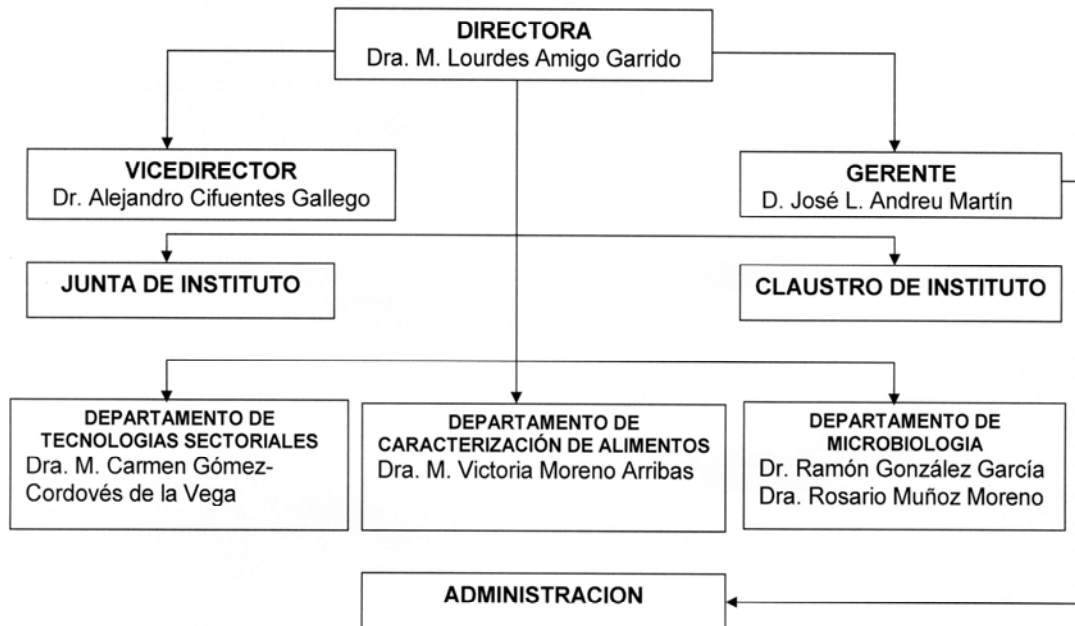 DIRECTORA
Dra. M. Lourdes Amigo Garrido
VICEDIRECTOR
Dr. Alejandro Cifuentes Gallego
GERENTE
D. José L. Andreu Martín
JUNTA DE INSTITUTO
CLAUSTRO DE INSTITUTO
DEPARTAMENTO DE
TECNOLOGIAS SECTORIALES
Dra. M. Carmen Gómez-
Cordovés de la Vega
DEPARTAMENTO DE
CARACTERIZACIÓN DE ALIMENTOS
Dra. M. Victoria Moreno Arribas
DEPARTAMENTO DE
MICROBIOLOGIA
Dr. Ramón González García
Dra. Rosario Muñoz Moreno
ADMINISTRACION